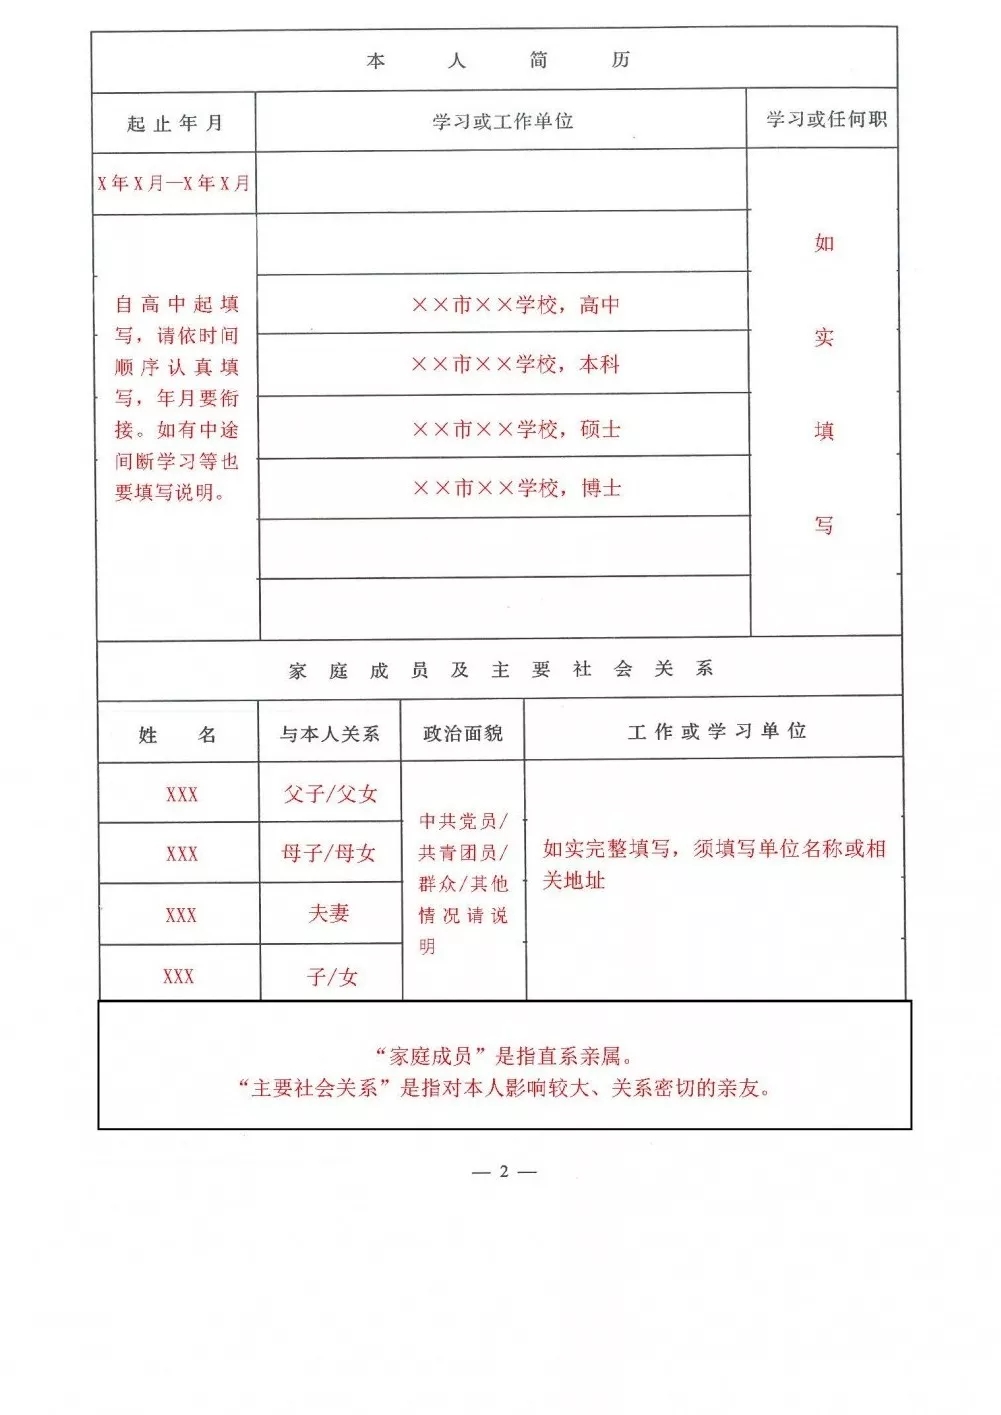 本人简历
起止年月 学习或工作单位 学习或任何职
X年X月—X年X月
自高中起填
写，请依时间
顺序认真填
写，年月要衔
接。如有中途
间断学习等也
要填写说明。
××市××学校，高中
××市××学校，本科
××市××学校，硕士
××市××学校，博士
如
实
填
写
家庭成员及主要社会关系
姓名 与本人关系 政治面貌 工作或学习单位
XXX 父子/父女
XXX 母子/母女
XXX 夫妻
XXX 子/女
中共党员/
共青团员/
群众/其他
情况请说
明
如实完整填写，须填写单位名称或相
关地址
“家庭成员”是指直系亲属。
“主要社会关系”是指对本人影响较大、关系密切的亲友。
— 2 —